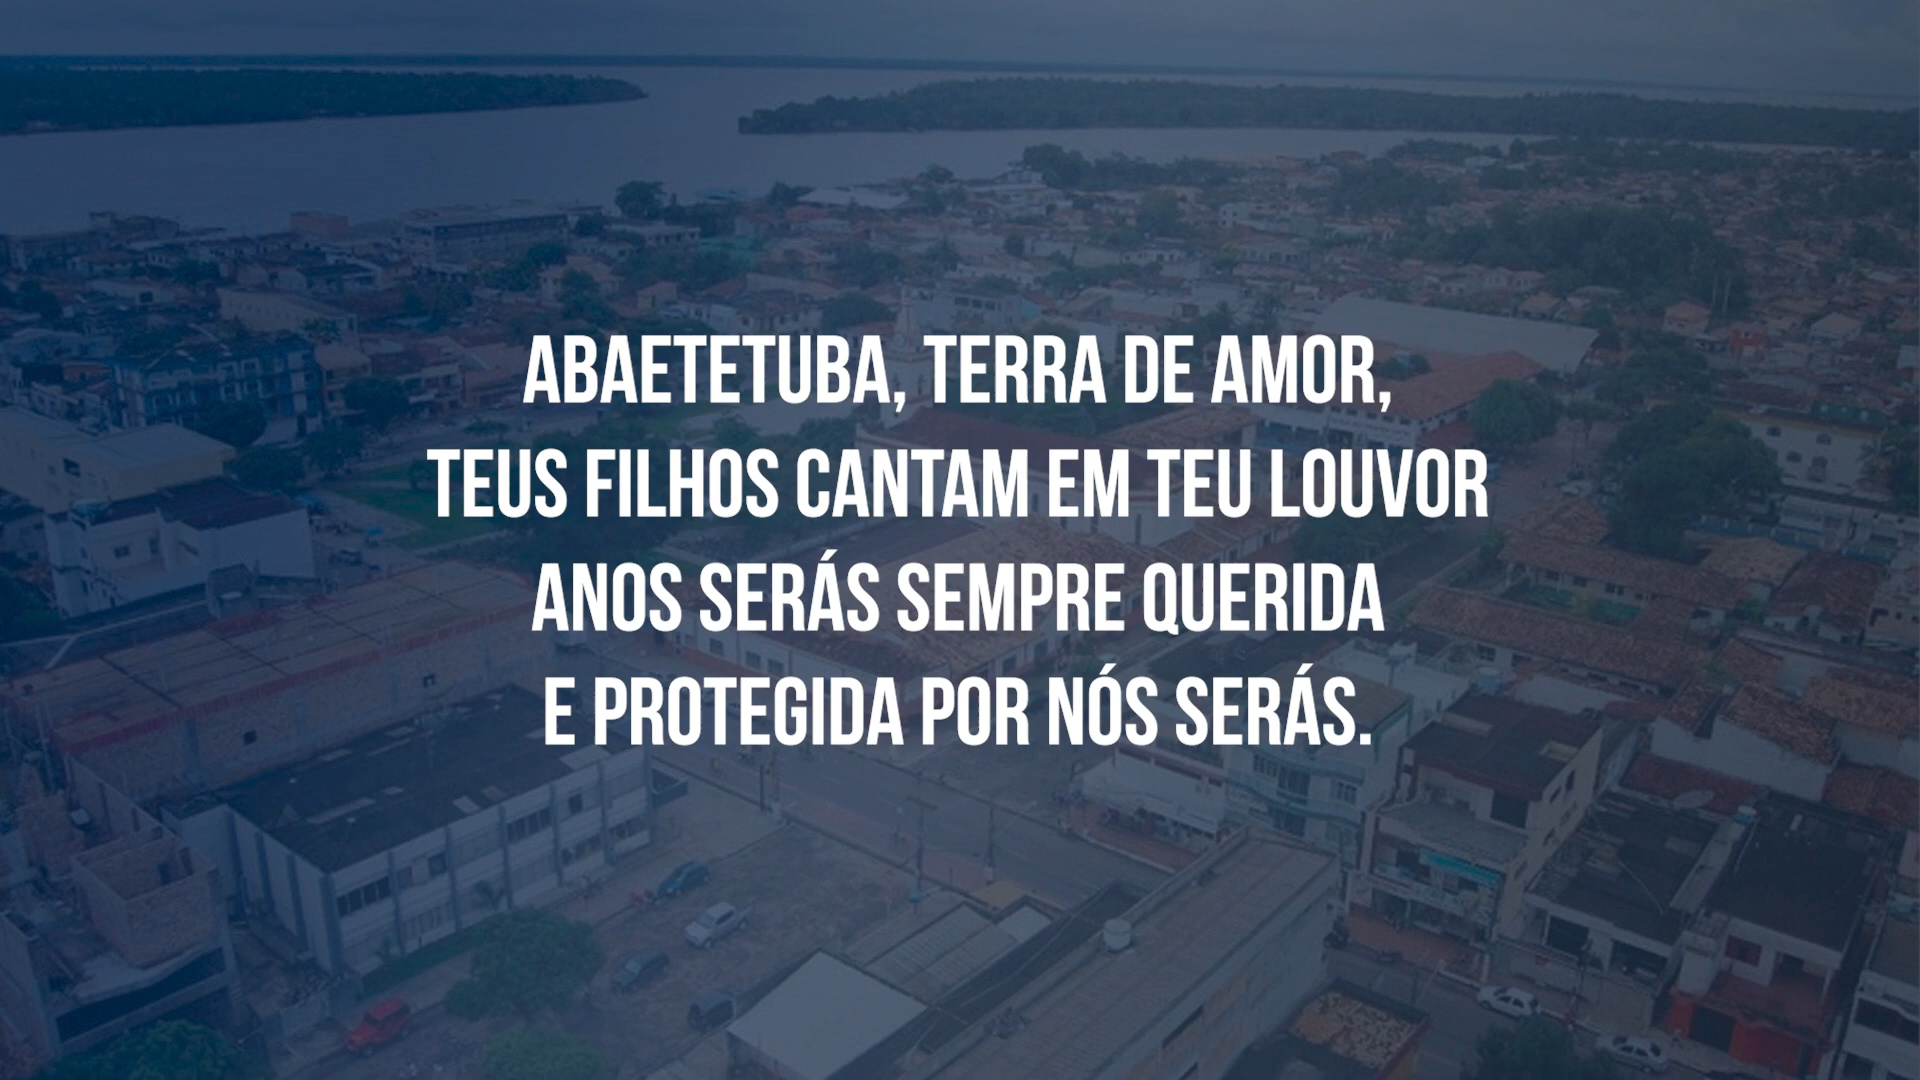 ABAETETUBA, TERRA DE AMOR,
TEUS FILHOS CANTAM EM TEU LOUVOR
ANOS SERÁS SEMPRE QUERIDA
E PROTEGIDA POR NÓS SERÁS.